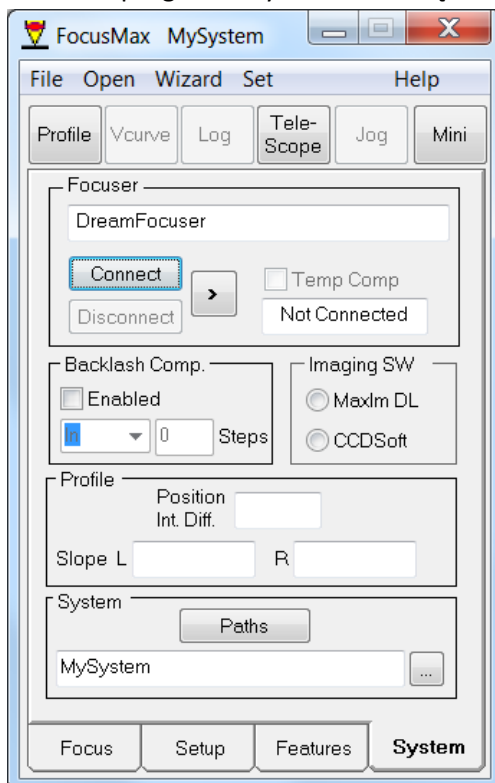 FocusMax MySystem
File Open Wizard Set Help
Profile Vcurve Log Tele-Scope Jog Mini
Focuser
DreamFocuser
Connect > Temp Comp
Disconnect Not Connected
Backlash Comp. Imaging SW
Enabled MaxIm DL
In 0 Steps CCDSoft
Profile
Position
Int. Diff.
Slope L R
System
Paths
MySystem ...
Focus Setup Features System